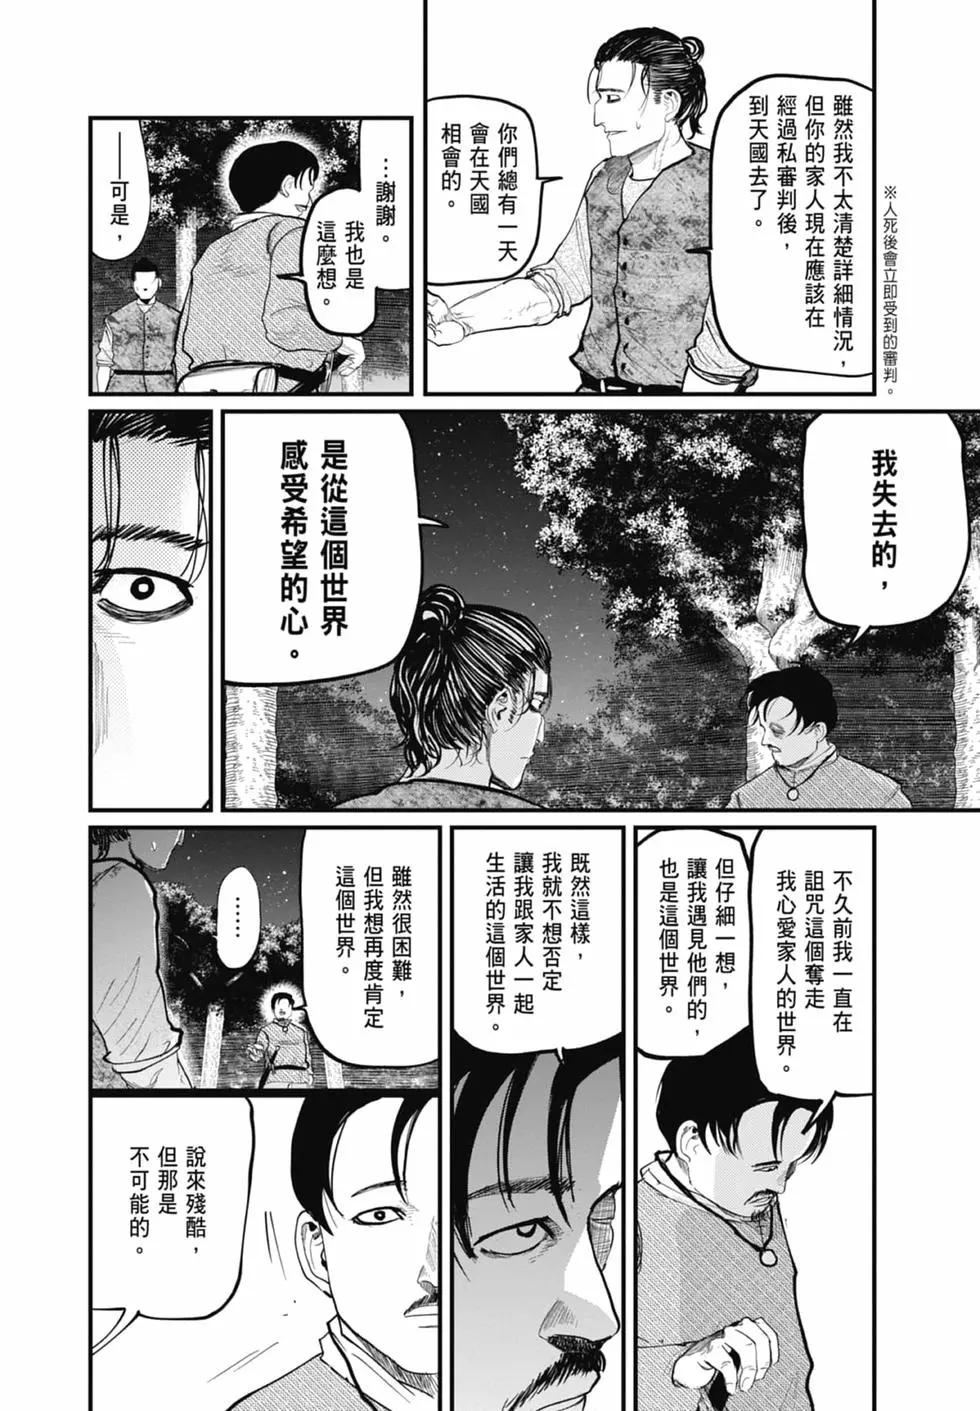 雖然我不太清楚詳細情況，
但你的家人現在應該在
經過私審判後，
到天國去了。
※人死後會立即受到的審判。
你們總有一天
會在天國
相會的。
…謝謝。
我也是
這麼想。
——可是，
我失去的，
是從這個世界
感受希望的心。
不久前我一直在
詛咒這個奪走
我心愛家人的世界。
但仔細一想，
讓我遇見他們的，
也是這個世界。
既然這樣，
我就不想否定
讓我跟家人一起
生活的這個世界。
雖然很困難，
但我想再度肯定
這個世界。
……
說來殘酷，
但那是
不可能的。